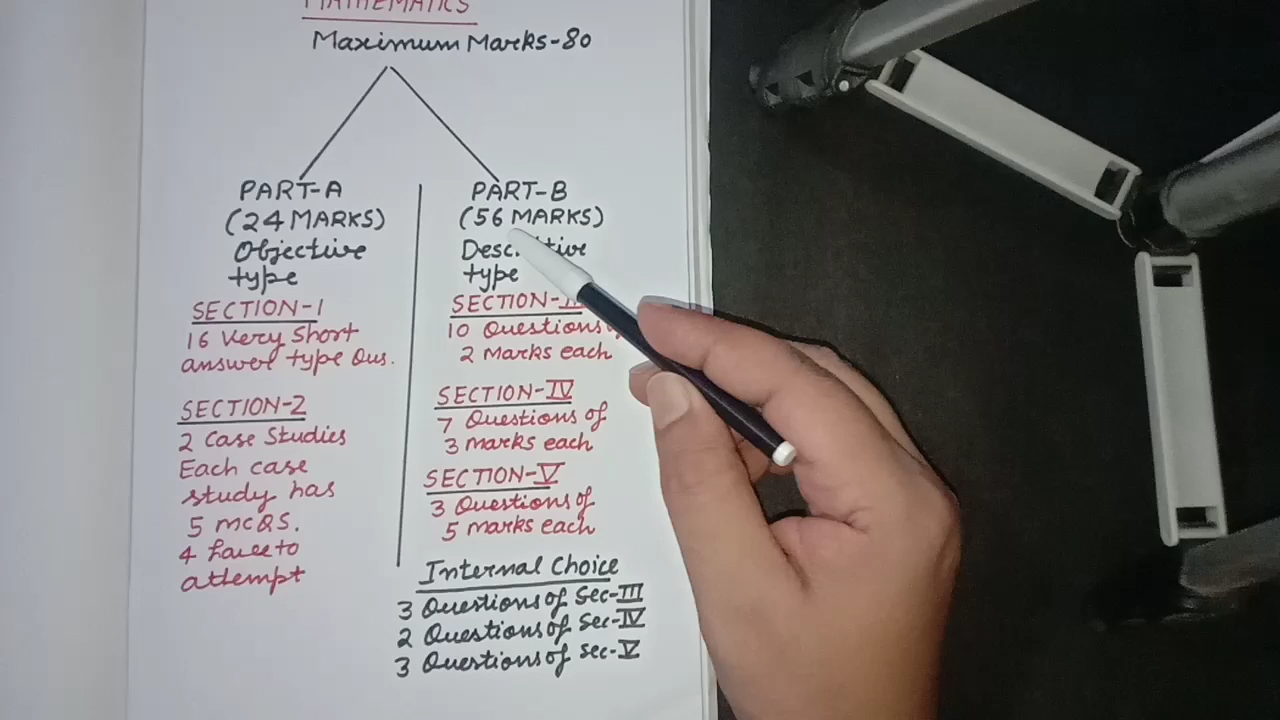 MATHEMATICS
Maximum Marks-80
PART-A
(24 MARKS)
Objective
type
SECTION-1
16 Very Short
answer type Qus.
SECTION-2
2 Case Studies
Each case
study has
5 MCQS.
4 have to
attempt
PART-B
(56 MARKS)
type
SECTION-III
10 Questions
2 Marks each
SECTION-IV
7 Questions of
3 marks each
SECTION-V
3 Questions of
5 marks each
Internal Choice
3 Questions of Sec-III
2 Questions of Sec-IV
3 Questions of Sec-V